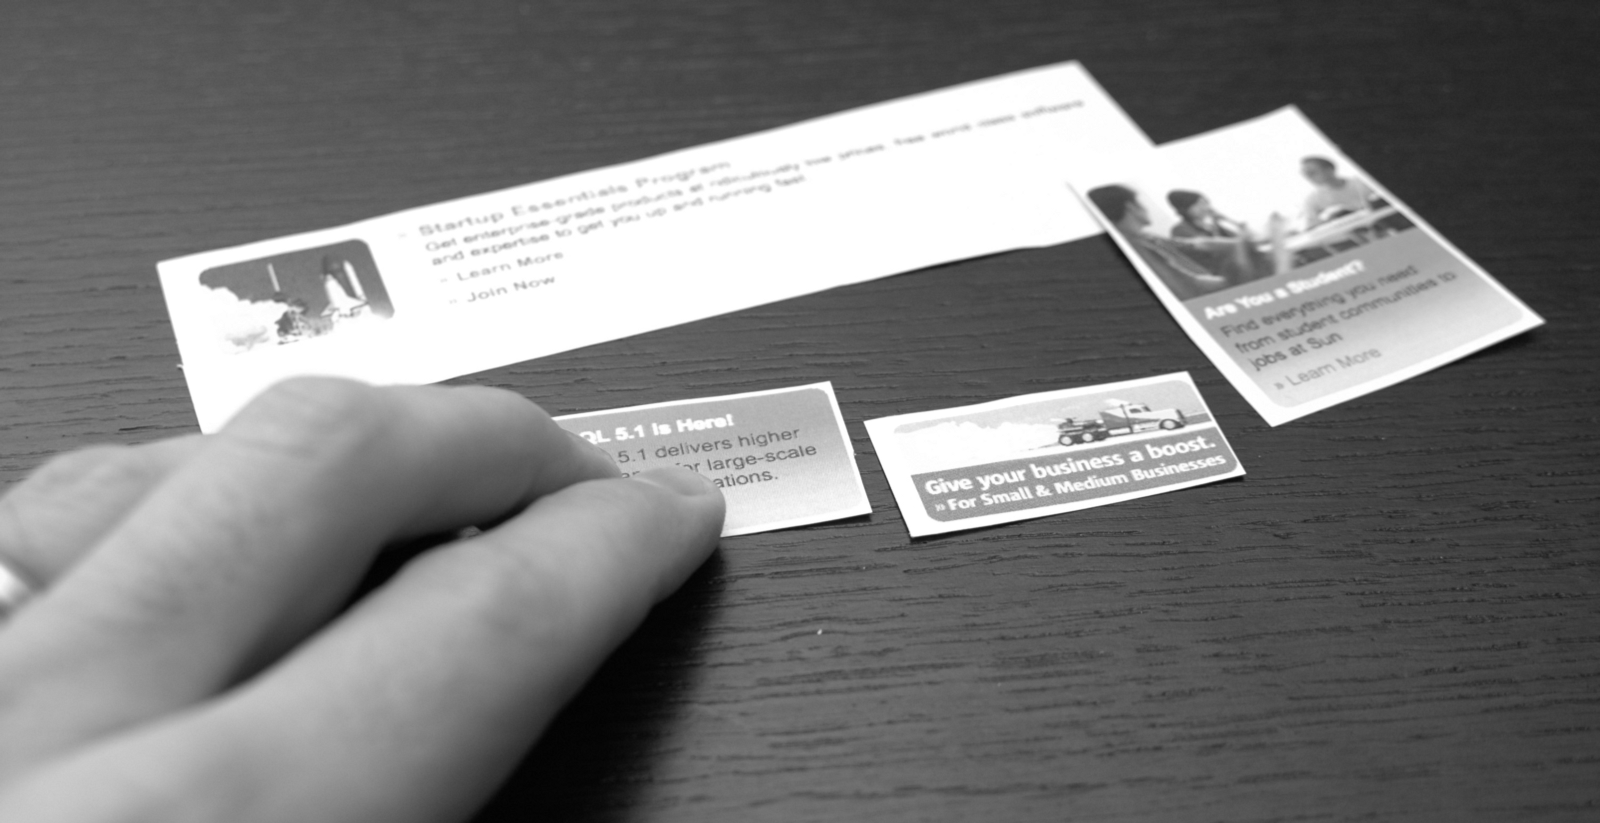 Startup Essentials Program
Get enterprise-grade products at ridiculously low prices, free world class software
and expertise to get you up and running fast
» Learn More
» Join Now
Are You a Student?
Find everything you need
from student communities to
jobs at Sun
» Learn More
QL 5.1 is Here!
5.1 delivers higher
for large-scale
ations.
Give your business a boost.
» For Small & Medium Businesses